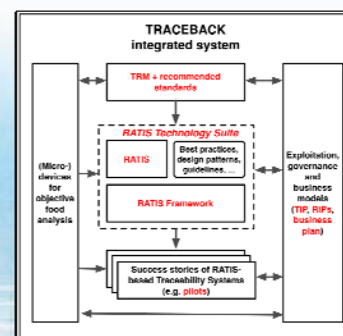 TRACEBACK
integrated system
TRM + recommended
standards
RATIS Technology Suite
RATIS
Best practices,
design patterns,
guidelines, ...
RATIS Framework
(Micro-)
devices
for
objective
food
analysis
Exploitation,
governance
and
business
models
(TIP, RIPs,
business
plan)
Success stories of RATIS-
based Traceability Systems
(e.g. pilots)